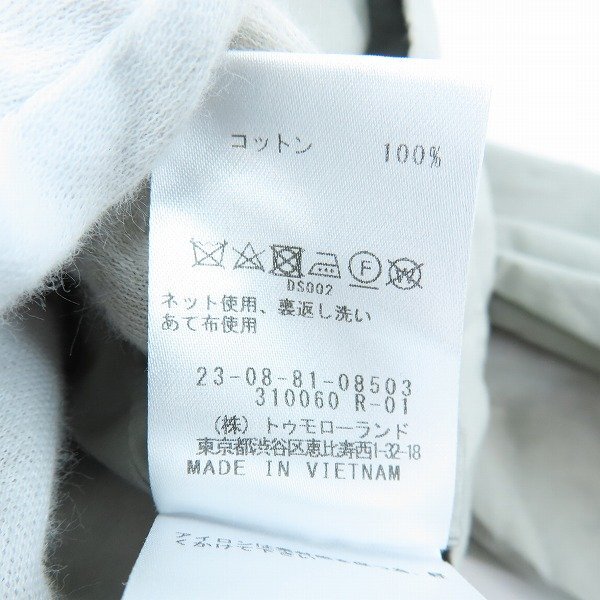 コットン 100%
F W
DS002
ネット使用、裏返し洗い
あて布使用
23-08-81-08503
310060 R-01
(株) トゥモローランド
東京都渋谷区恵比寿西1-32-18
MADE IN VIETNAM